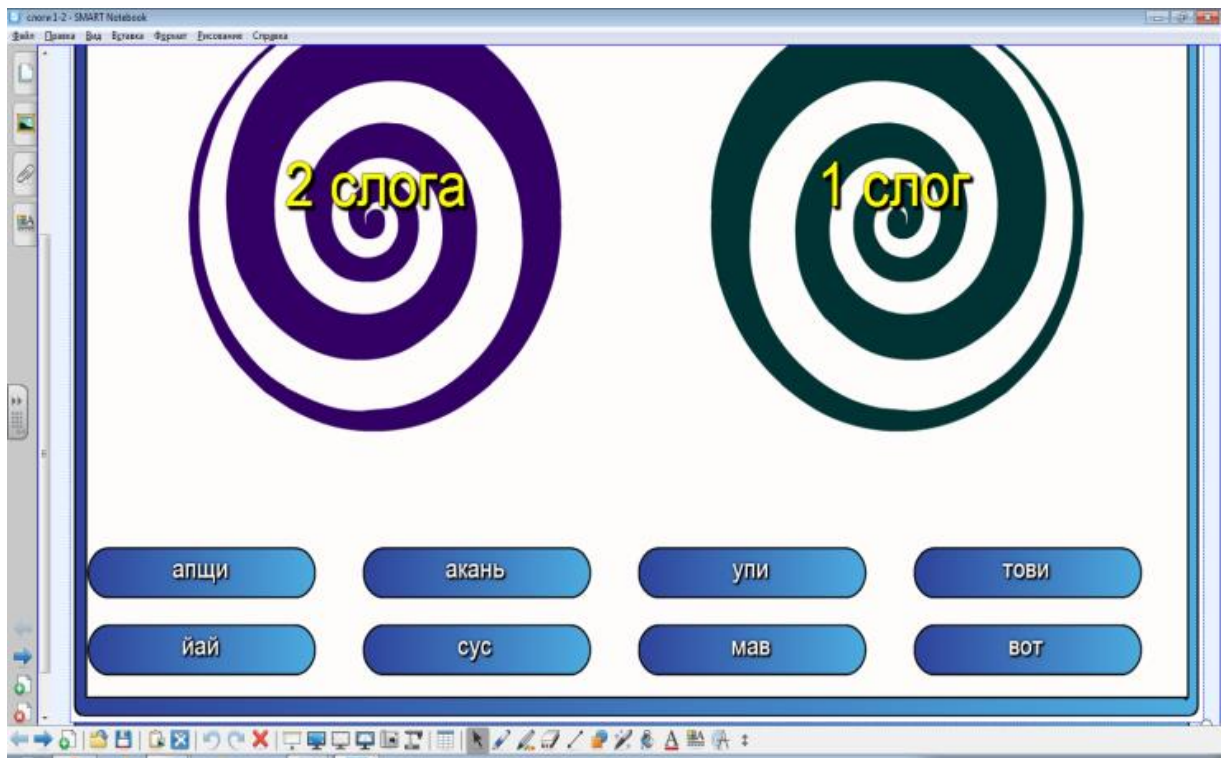 слоги 1-2 - SMART Notebook
Файл Правка Вид Вставка Формат Рисование Справка
2 слога 1 слог
апщи акань упи тови
йай сус мав вот